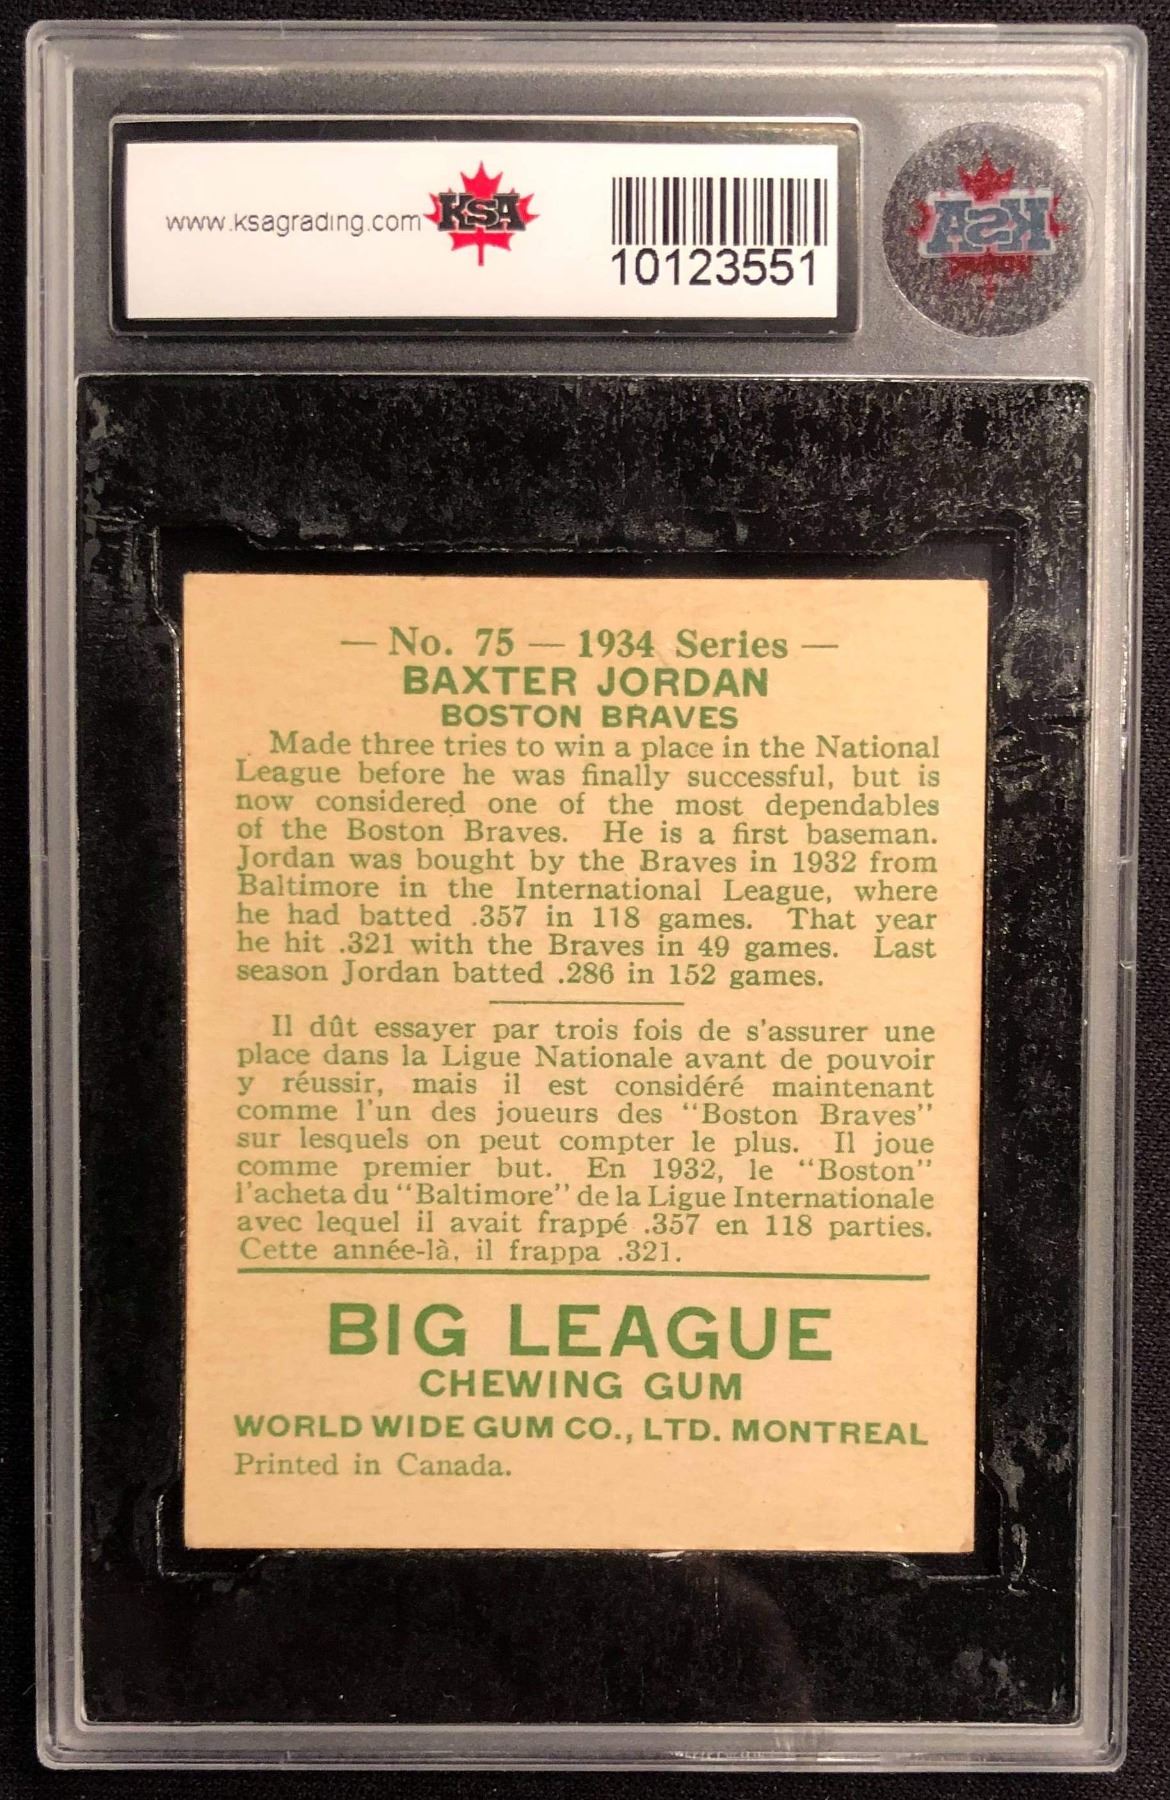 www.ksagrading.com
KSA
10123551
KSA
— No. 75 — 1934 Series —
BAXTER JORDAN
BOSTON BRAVES
Made three tries to win a place in the National
League before he was finally successful, but is
now considered one of the most dependables
of the Boston Braves. He is a first baseman.
Jordan was bought by the Braves in 1932 from
Baltimore in the International League, where
he had batted .357 in 118 games. That year
he hit .321 with the Braves in 49 games. Last
season Jordan batted .286 in 152 games.
Il dût essayer par trois fois de s'assurer une
place dans la Ligue Nationale avant de pouvoir
y réussir, mais il est considéré maintenant
comme l'un des joueurs des "Boston Braves"
sur lesquels on peut compter le plus. Il joue
comme premier but. En 1932, le "Boston"
l'acheta du "Baltimore" de la Ligue Internationale
avec lequel il avait frappé .357 en 118 parties.
Cette année-là, il frappa .321.
BIG LEAGUE
CHEWING GUM
WORLD WIDE GUM CO., LTD. MONTREAL
Printed in Canada.